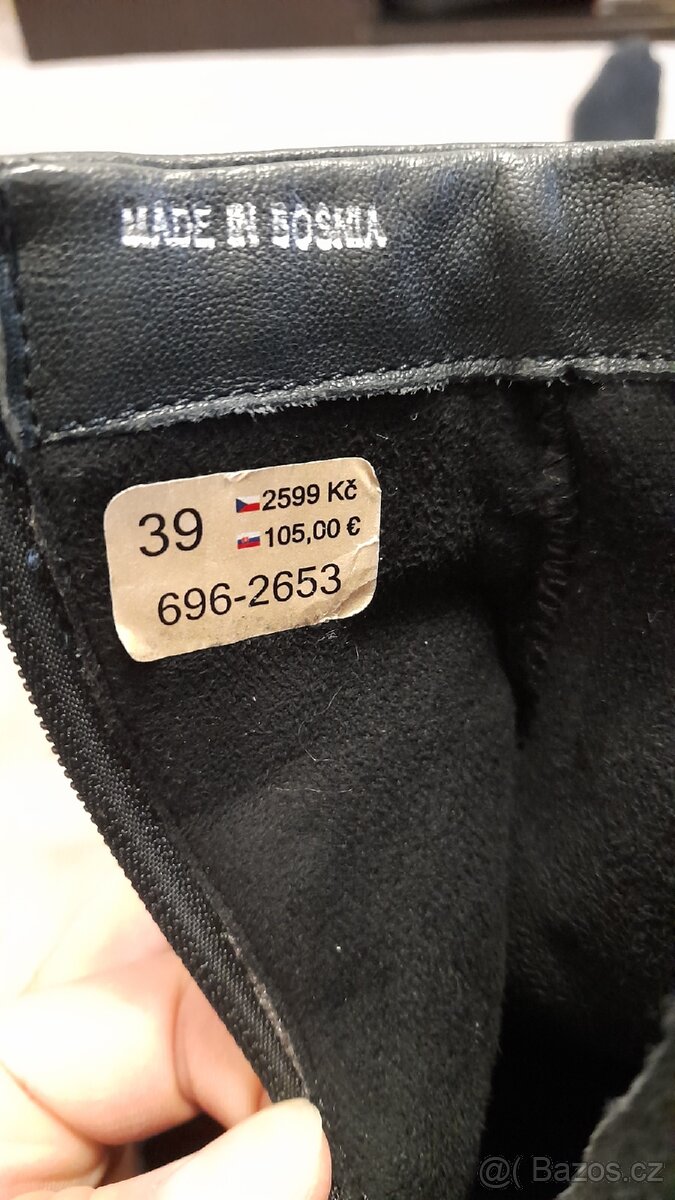 MADE IN BOSNIA
39
2599 Kč
105,00 €
696-2653
@( Bazos.cz